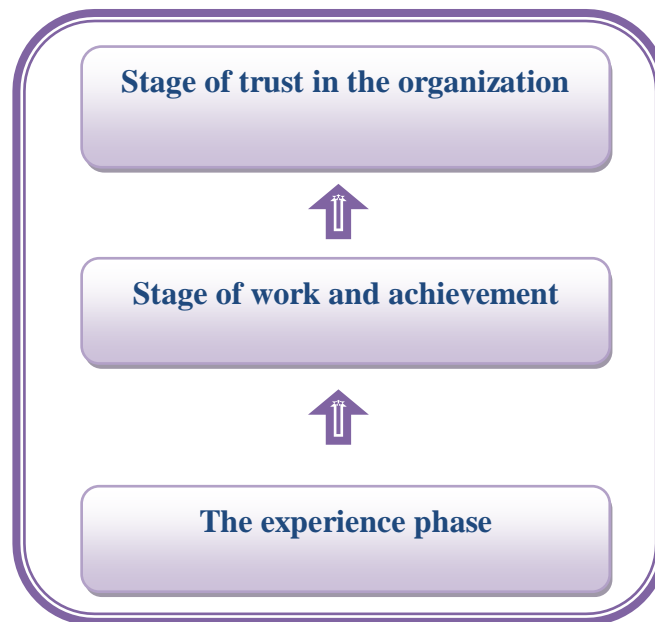 Stage of trust in the organization
Stage of work and achievement
The experience phase